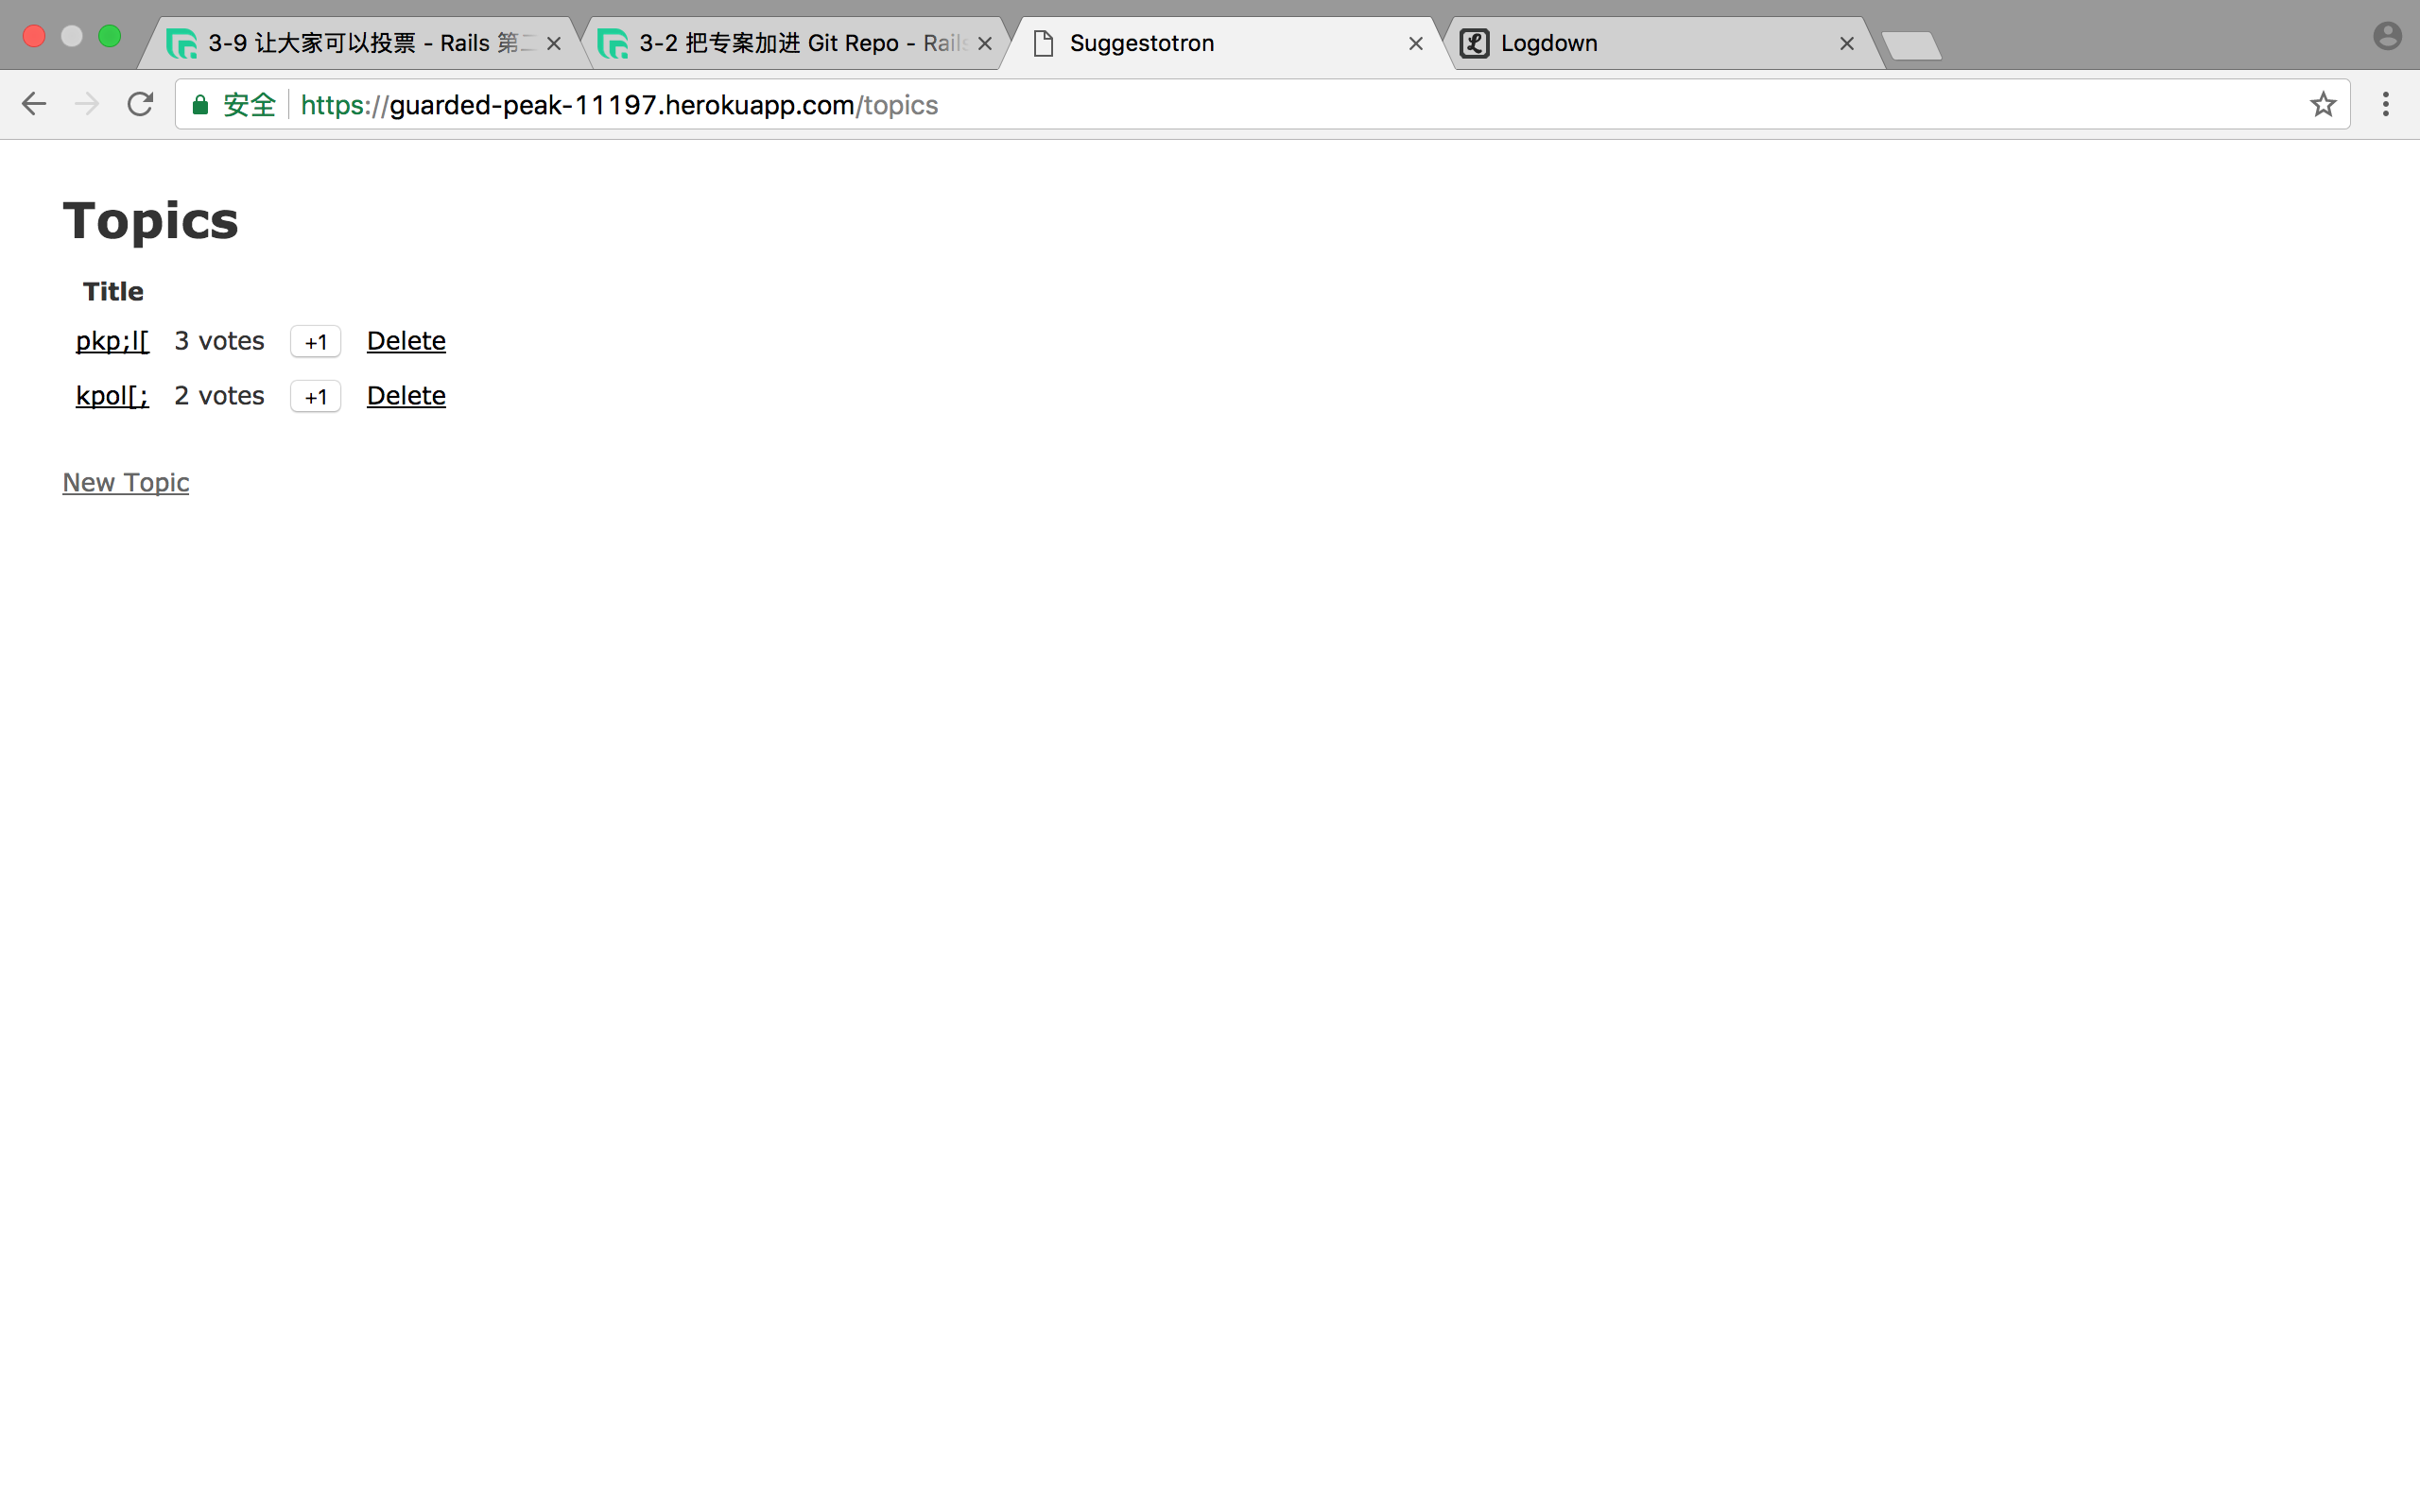 3-9 让大家可以投票 - Rails 第二
3-2 把专案加进 Git Repo - Rails
Suggestotron
Logdown
安全 https://guarded-peak-11197.herokuapp.com/topics
Topics
Title
pkp;l[ 3 votes +1 Delete
kpol[; 2 votes +1 Delete
New Topic